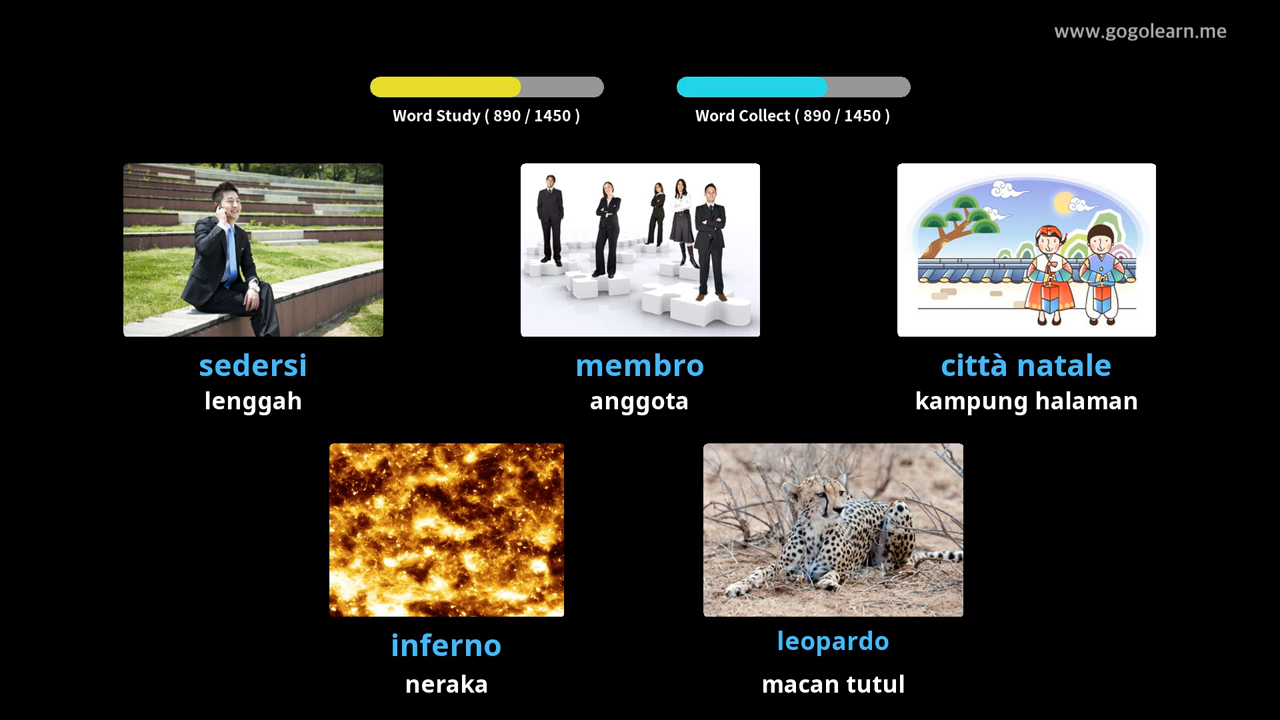 www.gogolearn.me
Word Study ( 890 / 1450 )
Word Collect ( 890 / 1450 )
sedersi
lenggah
membro
anggota
città natale
kampung halaman
inferno
neraka
leopardo
macan tutul